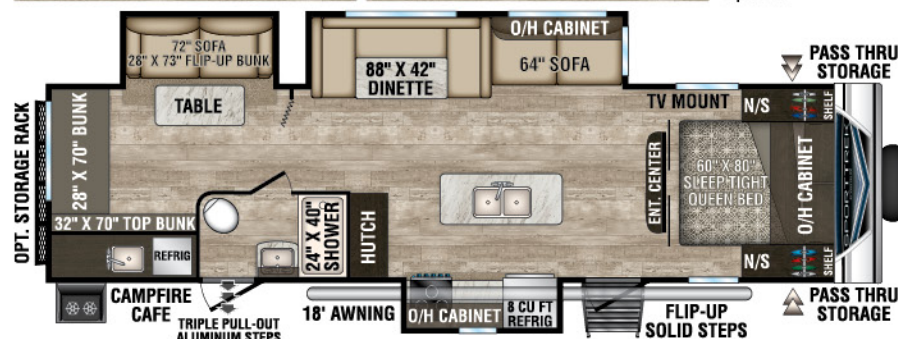 O/H CABINET
72" SOFA
28" X 73" FLIP-UP BUNK
88" X 42"
DINETTE
64" SOFA
PASS THRU
STORAGE
TABLE
TV MOUNT
N/S
SHELF
OPT. STORAGE RACK
28" X 70" BUNK
ENT. CENTER
60" X 80"
SLEEP TIGHT
QUEEN BED
O/H CABINET
SPORTTREK
32" X 70" TOP BUNK
24" X 40"
SHOWER
HUTCH
REFRIG
N/S
SHELF
CAMPFIRE
CAFE
TRIPLE PULL-OUT
ALUMINUM STEPS
18' AWNING
O/H CABINET
8 CU FT
REFRIG
FLIP-UP
SOLID STEPS
PASS THRU
STORAGE